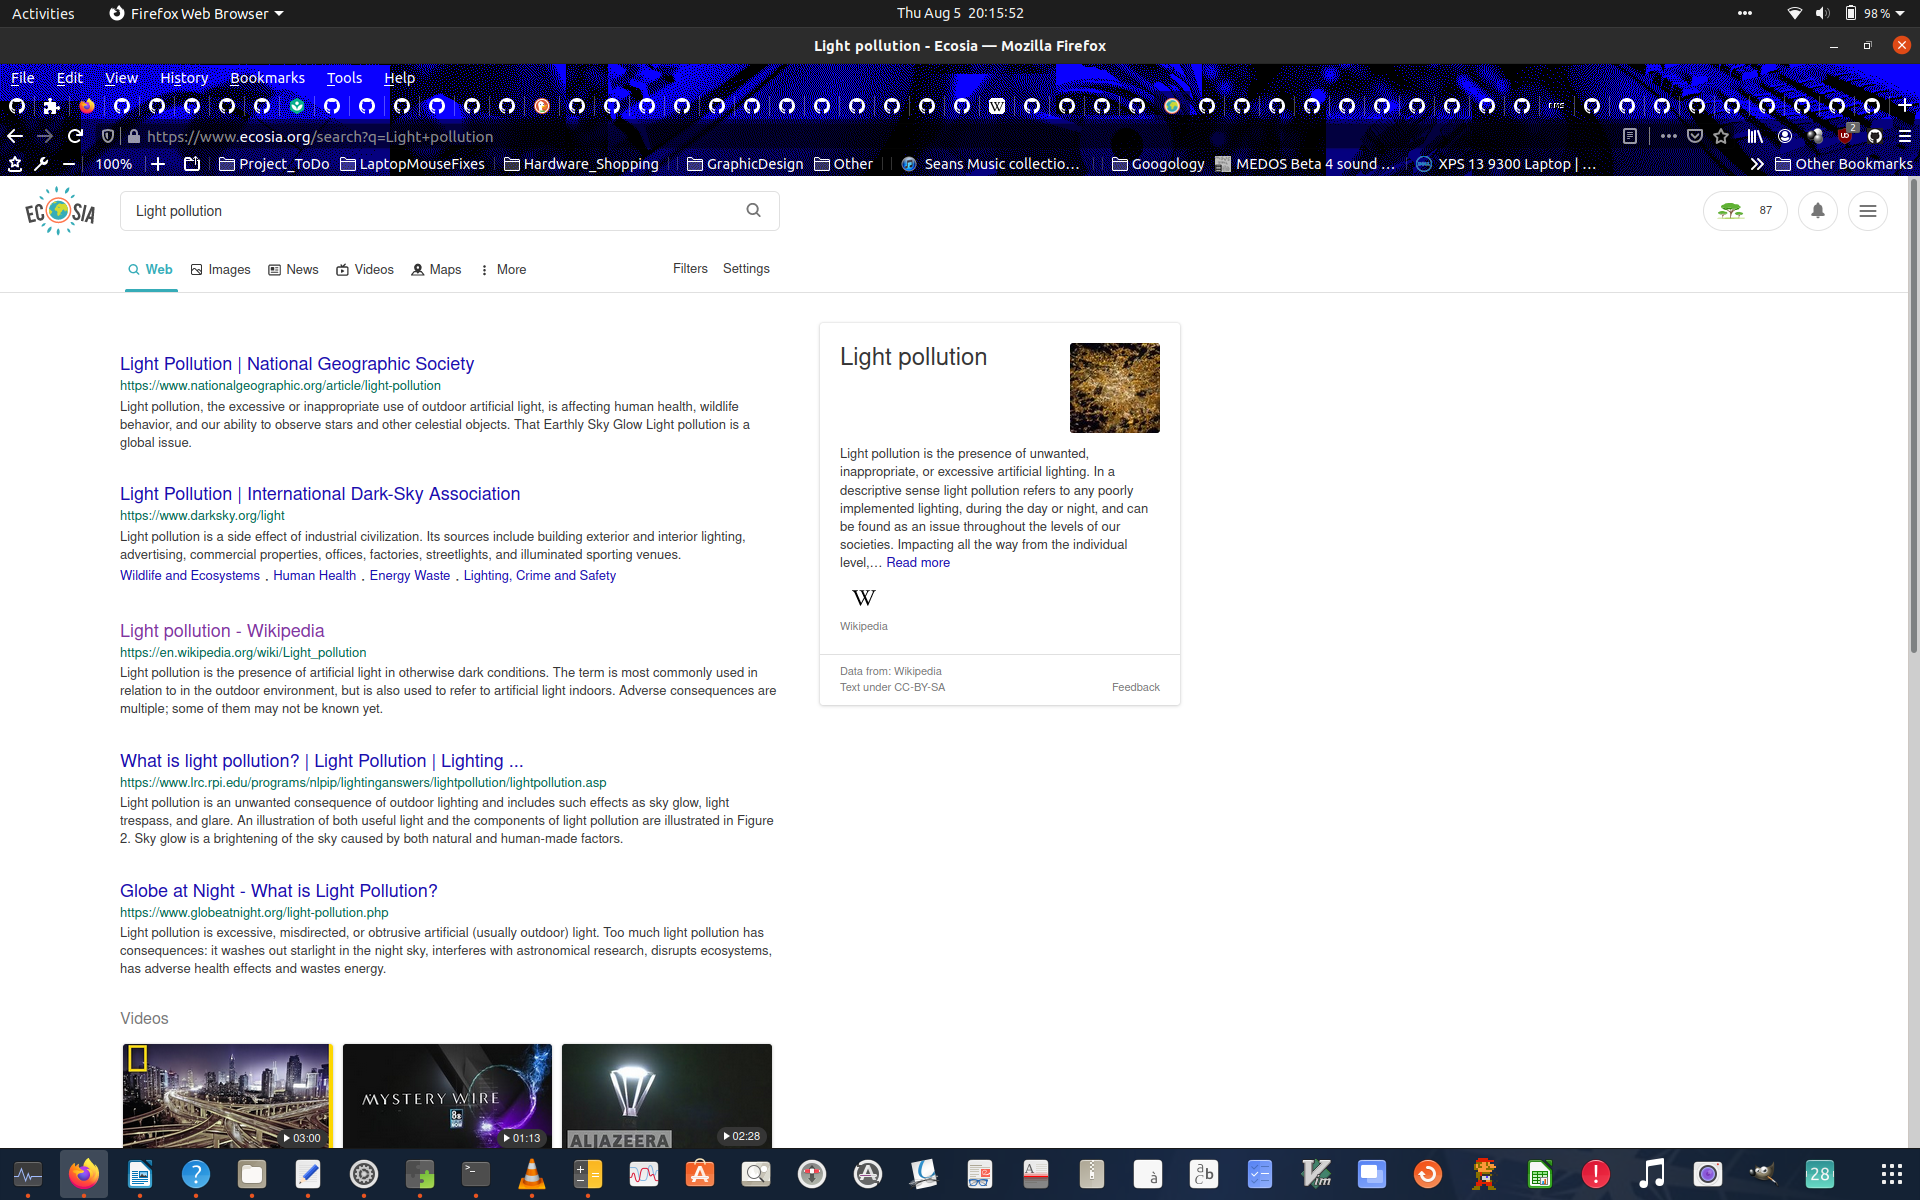 Activities
Firefox Web Browser
Thu Aug 5 20:15:52
98 %
Light pollution - Ecosia — Mozilla Firefox
File Edit View History Bookmarks Tools Help
https://www.ecosia.org/search?q=Light+pollution
2
100%
Project_ToDo
LaptopMouseFixes
Hardware_Shopping
GraphicDesign
Other
Seans Music collectio…
Googology
MEDOS Beta 4 sound …
XPS 13 9300 Laptop | …
Other Bookmarks
ECOSIA
Light pollution
87
Web Images News Videos Maps More
Filters Settings
Light Pollution | National Geographic Society
https://www.nationalgeographic.org/article/light-pollution
Light pollution, the excessive or inappropriate use of outdoor artificial light, is affecting human health, wildlife
behavior, and our ability to observe stars and other celestial objects. That Earthly Sky Glow Light pollution is a
global issue.
Light Pollution | International Dark-Sky Association
https://www.darksky.org/light
Light pollution is a side effect of industrial civilization. Its sources include building exterior and interior lighting,
advertising, commercial properties, offices, factories, streetlights, and illuminated sporting venues.
Wildlife and Ecosystems . Human Health . Energy Waste . Lighting, Crime and Safety
Light pollution - Wikipedia
https://en.wikipedia.org/wiki/Light_pollution
Light pollution is the presence of artificial light in otherwise dark conditions. The term is most commonly used in
relation to in the outdoor environment, but is also used to refer to artificial light indoors. Adverse consequences are
multiple; some of them may not be known yet.
What is light pollution? | Light Pollution | Lighting ...
https://www.lrc.rpi.edu/programs/nlpip/lightinganswers/lightpollution/lightpollution.asp
Light pollution is an unwanted consequence of outdoor lighting and includes such effects as sky glow, light
trespass, and glare. An illustration of both useful light and the components of light pollution are illustrated in Figure
2. Sky glow is a brightening of the sky caused by both natural and human-made factors.
Globe at Night - What is Light Pollution?
https://www.globeatnight.org/light-pollution.php
Light pollution is excessive, misdirected, or obtrusive artificial (usually outdoor) light. Too much light pollution has
consequences: it washes out starlight in the night sky, interferes with astronomical research, disrupts ecosystems,
has adverse health effects and wastes energy.
Videos
03:00
MYSTERY WIRE
8
NOW
01:13
ALJAZEERA
02:28
Light pollution
Light pollution is the presence of unwanted,
inappropriate, or excessive artificial lighting. In a
descriptive sense light pollution refers to any poorly
implemented lighting, during the day or night, and can
be found as an issue throughout the levels of our
societies. Impacting all the way from the individual
level,… Read more
W
Wikipedia
Data from: Wikipedia
Text under CC-BY-SA
Feedback
28